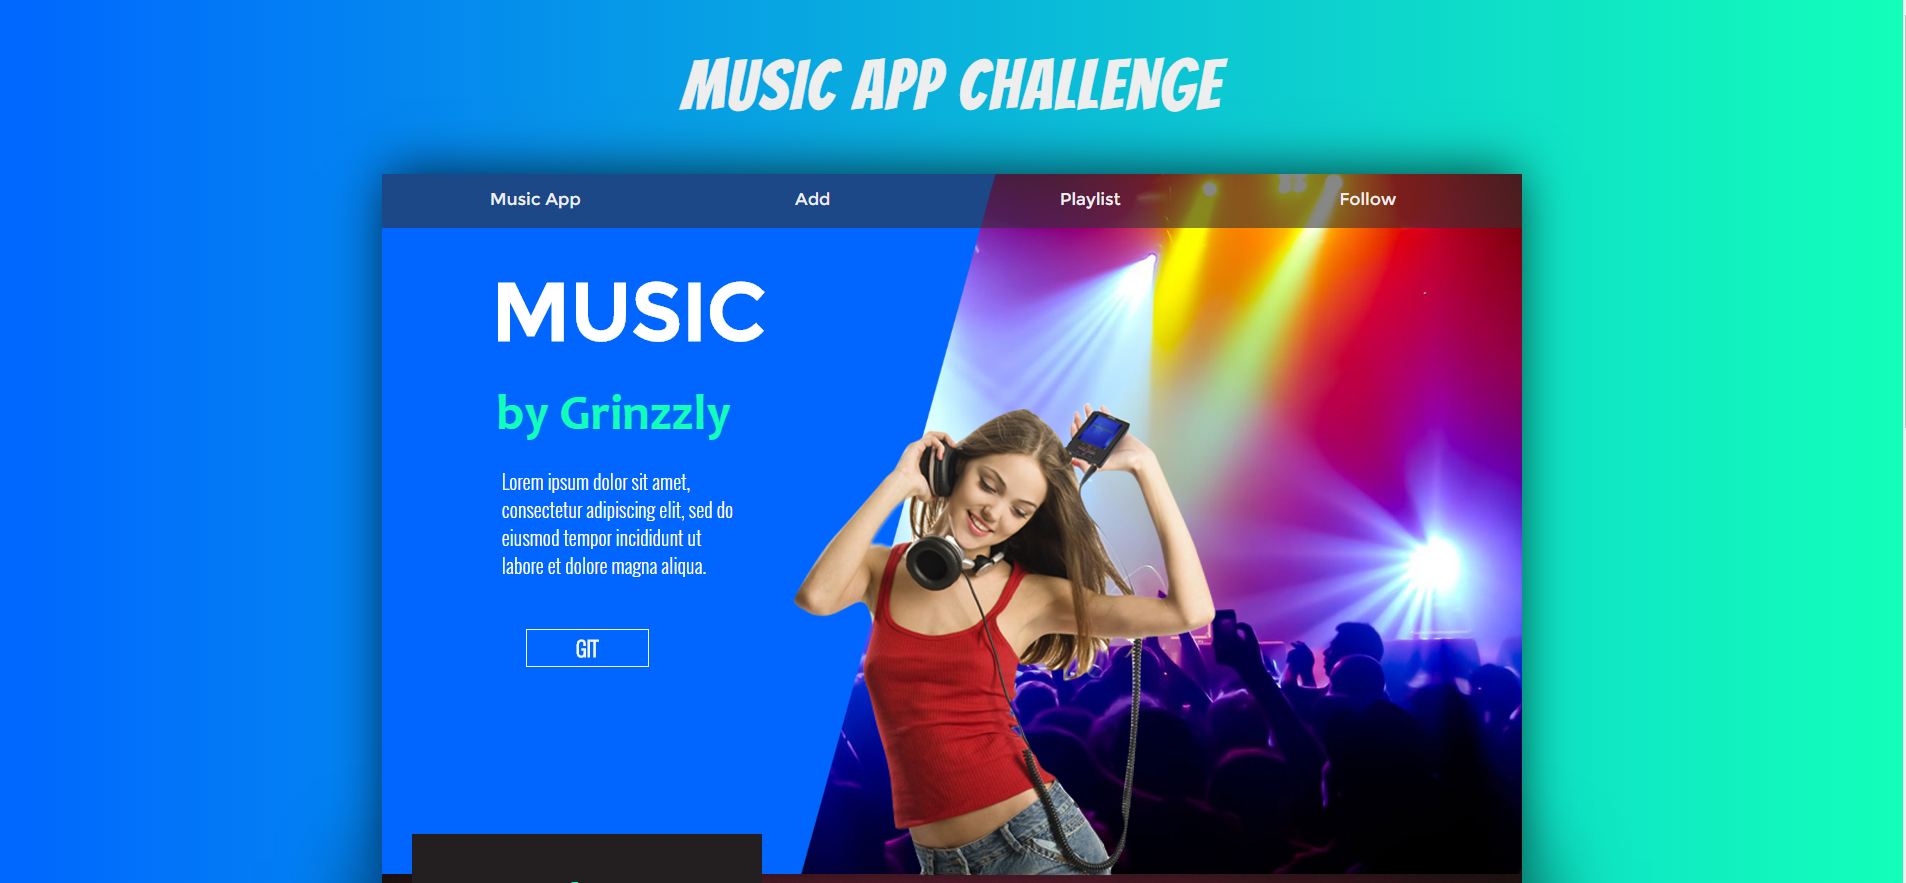 MUSIC APP CHALLENGE
Music App
Add
Playlist
Follow
MUSIC
by Grinzzly
Lorem ipsum dolor sit amet,
consectetur adipiscing elit, sed do
eiusmod tempor incididunt ut
labore et dolore magna aliqua.
GIT